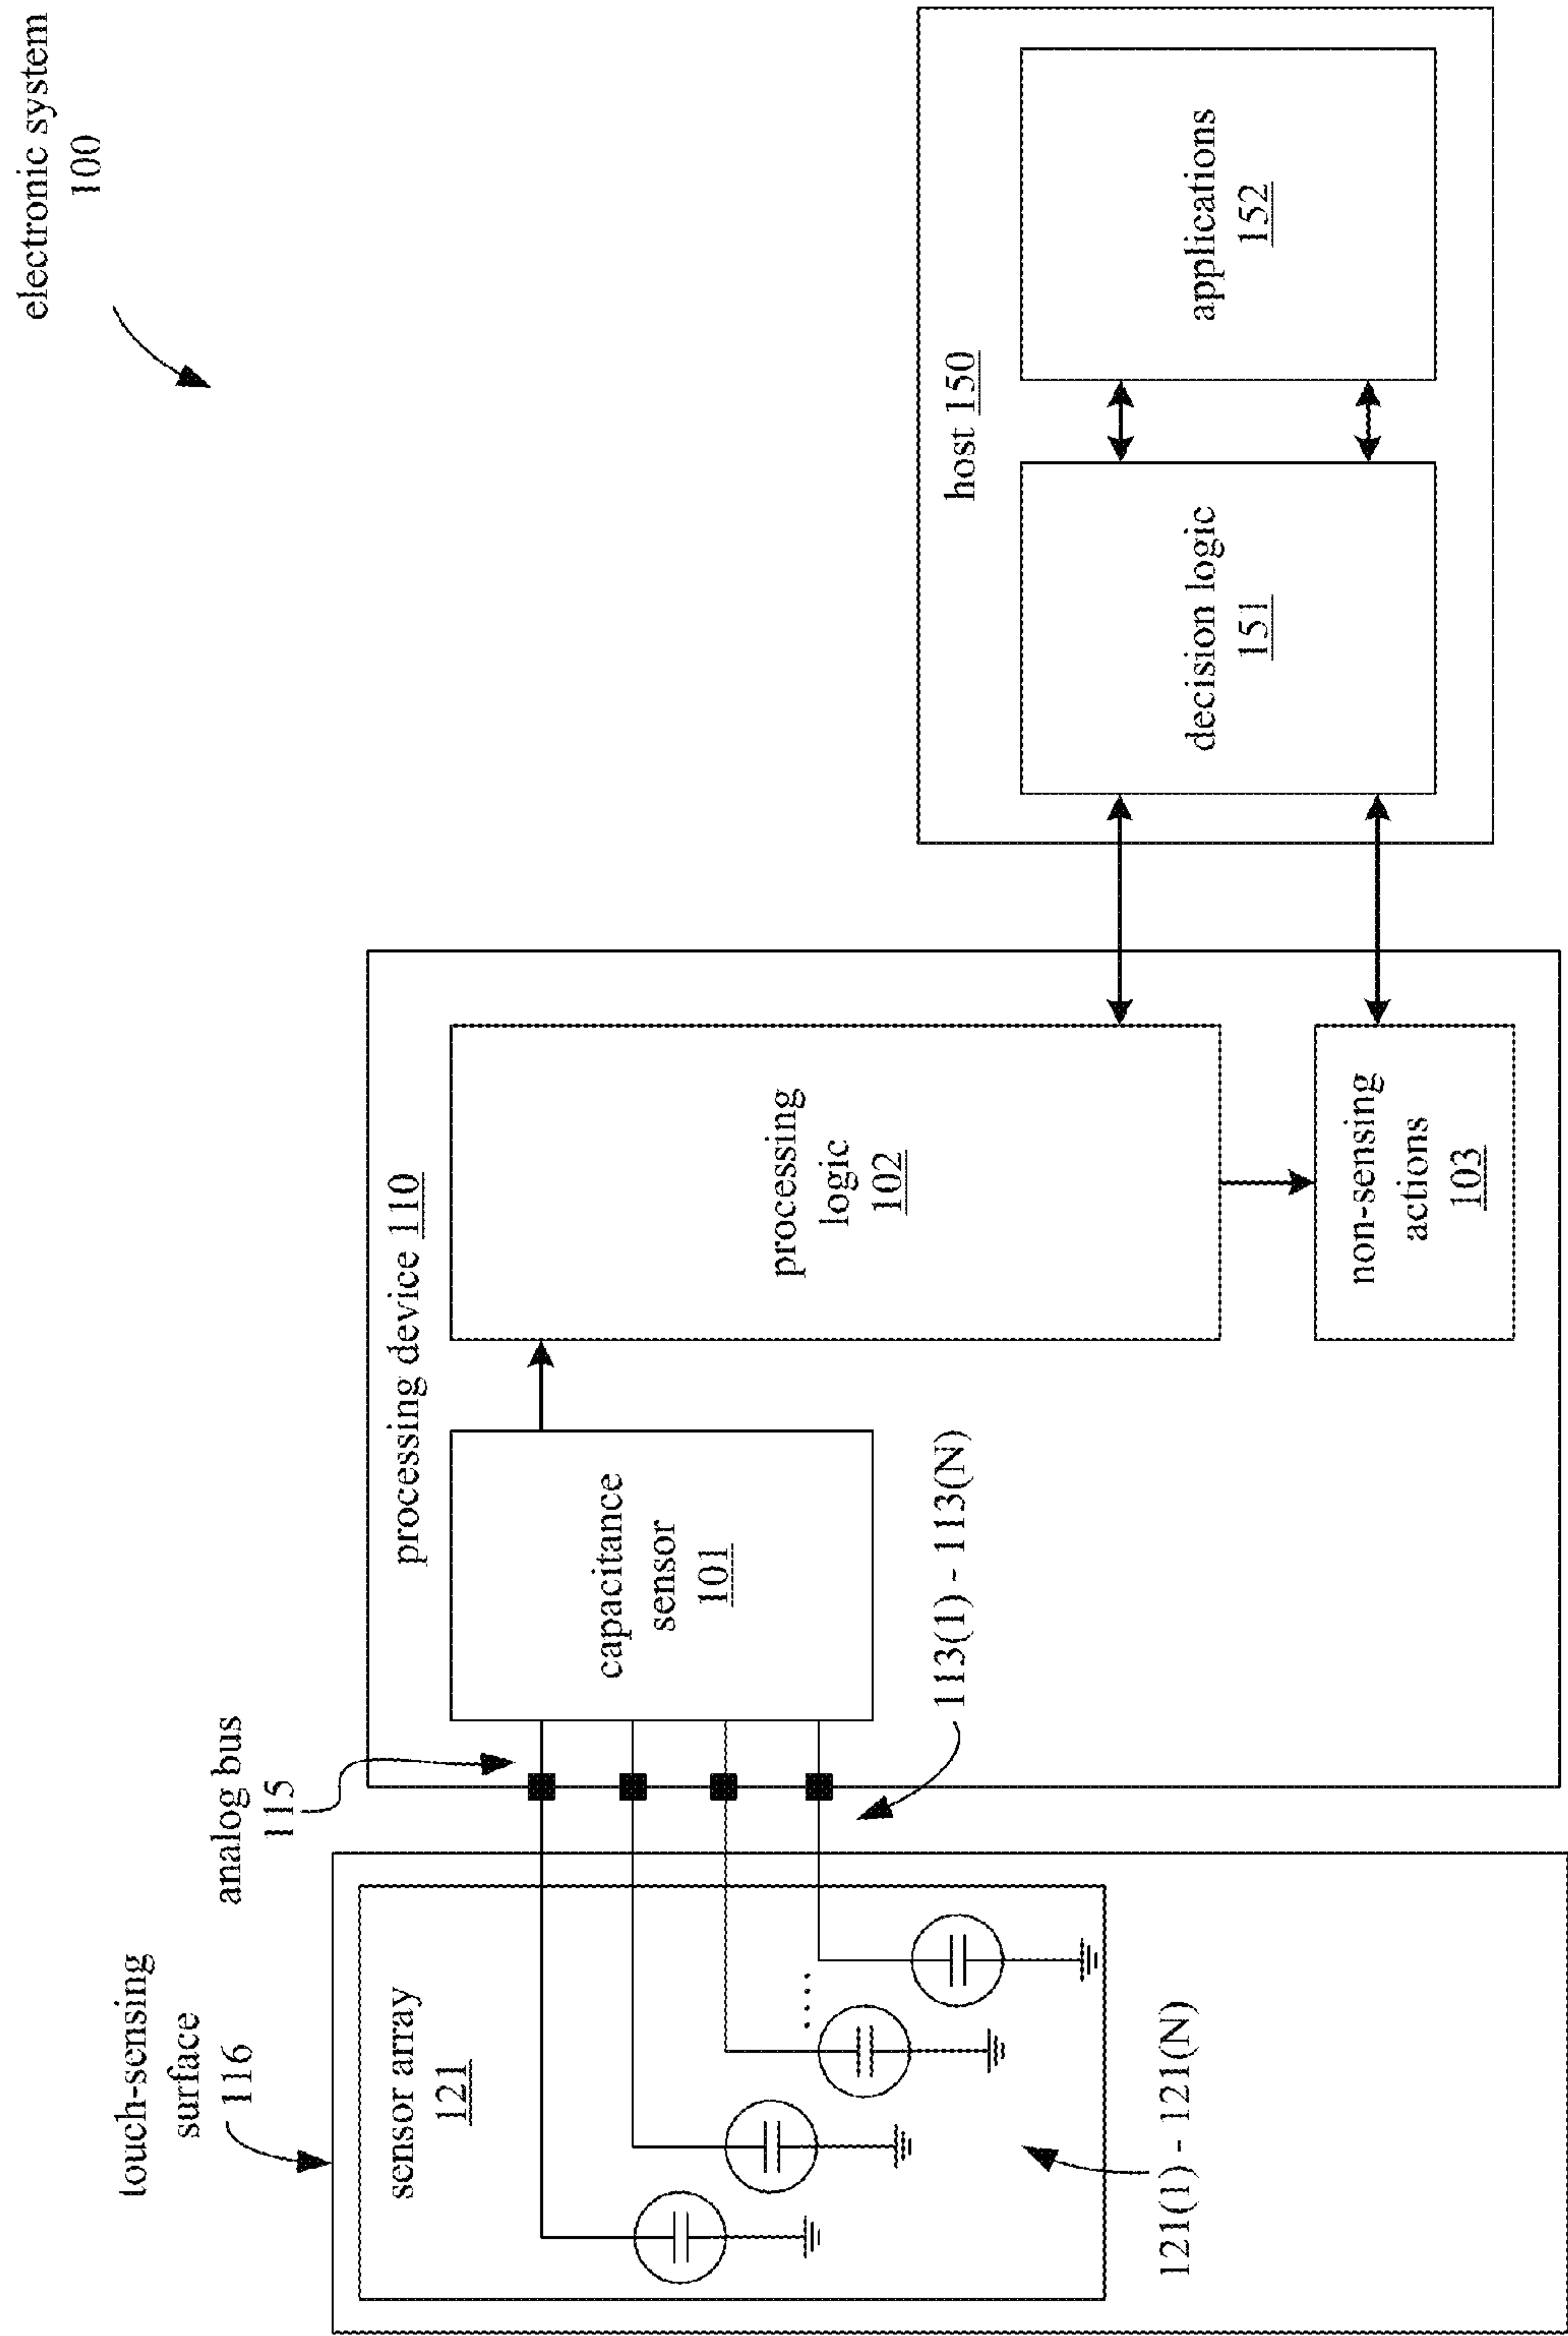 electronic system
100
touch-sensing
surface
116
sensor array
121
121(1) - 121(N)
analog bus
115
113(1) - 113(N)
processing device 110
capacitance
sensor
101
processing
logic
102
non-sensing
actions
103
host 150
decision logic
151
applications
152